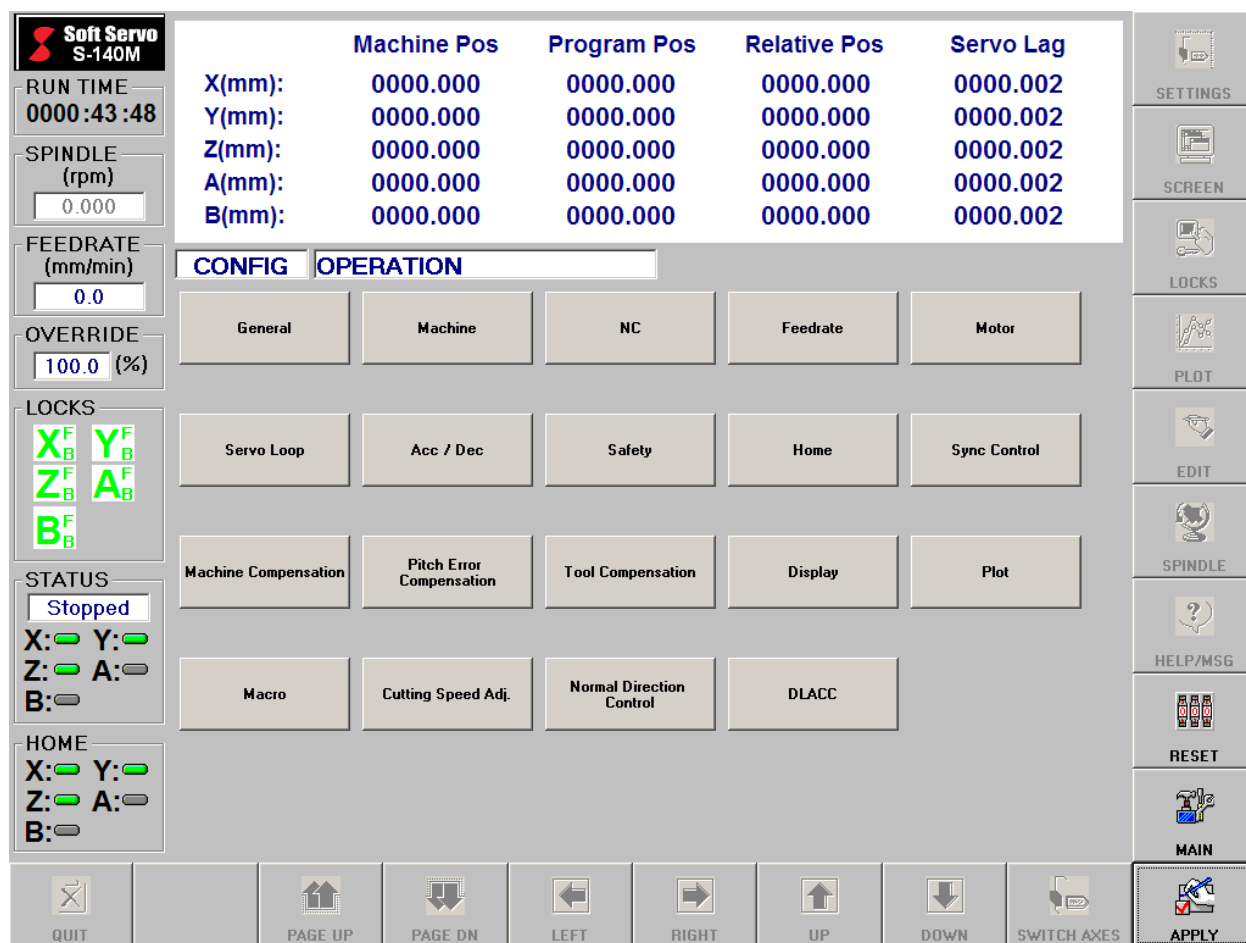 Soft Servo
S-140M
RUN TIME
0000:43:48
SPINDLE
(rpm)
0.000
FEEDRATE
(mm/min)
0.0
OVERRIDE
100.0 (%)
LOCKS
X F B Y F B
Z F B A F B
B F B
STATUS
Stopped
X: Y:
Z: A:
B:
HOME
X: Y:
Z: A:
B:
Machine Pos Program Pos Relative Pos Servo Lag
X(mm): 0000.000 0000.000 0000.000 0000.002
Y(mm): 0000.000 0000.000 0000.000 0000.002
Z(mm): 0000.000 0000.000 0000.000 0000.002
A(mm): 0000.000 0000.000 0000.000 0000.002
B(mm): 0000.000 0000.000 0000.000 0000.002
CONFIG OPERATION
General Machine NC Feedrate Motor
Servo Loop Acc / Dec Safety Home Sync Control
Machine Compensation Pitch Error Compensation Tool Compensation Display Plot
Macro Cutting Speed Adj. Normal Direction Control DLACC
SETTINGS
SCREEN
LOCKS
PLOT
EDIT
SPINDLE
HELP/MSG
RESET
MAIN
QUIT PAGE UP PAGE DN LEFT RIGHT UP DOWN SWITCH AXES APPLY